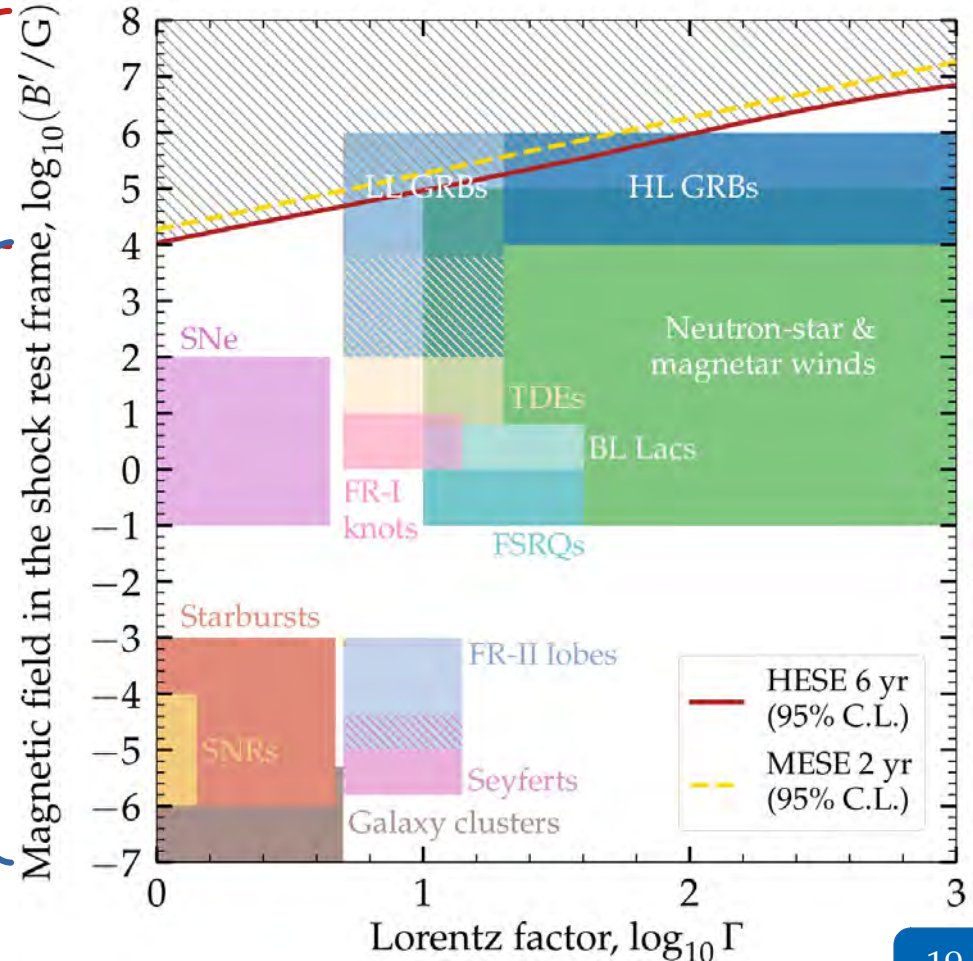 Magnetic field in the shock rest frame, log₁₀(B′/G)
8
7
6
5
4
3
2
1
0
−1
−2
−3
−4
−5
−6
−7
LL GRBs
HL GRBs
SNe
Neutron-star &
magnetar winds
TDEs
BL Lacs
FR-I
knots
FSRQs
Starbursts
FR-II lobes
SNRs
Seyferts
Galaxy clusters
HESE 6 yr
(95% C.L.)
MESE 2 yr
(95% C.L.)
0
1
2
3
Lorentz factor, log₁₀ Γ
19